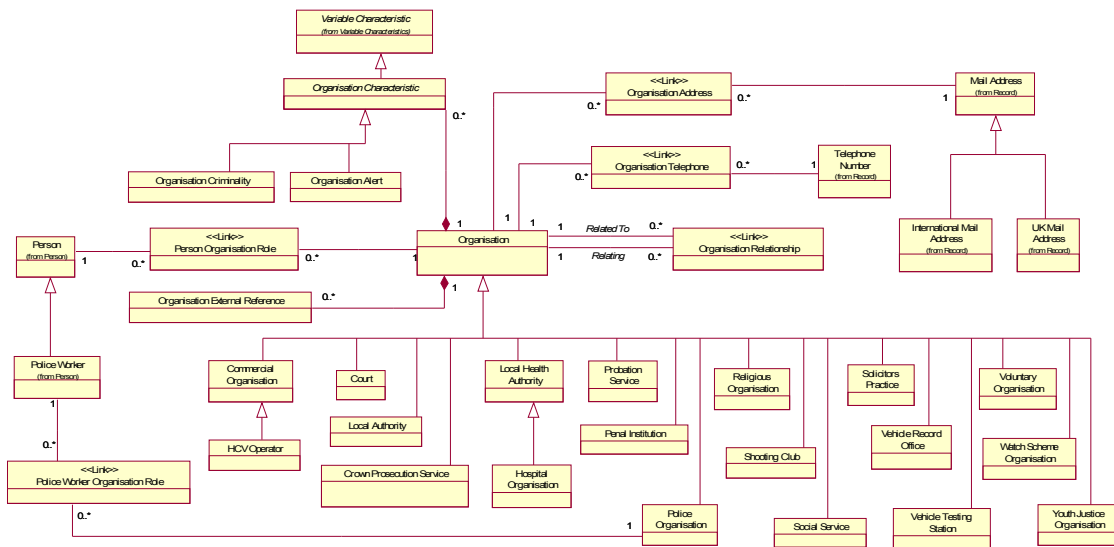 Variable Characteristic
(from Variable Characteristics)
Organisation Characteristic
0..*
<<Link>>
Organisation Address
0..*
0..*
1
Mail Address
(from Record)
Organisation Criminality
Organisation Alert
<<Link>>
Organisation Telephone
0..*
0..*
1
Telephone
Number
(from Record)
International Mail
Address
(from Record)
UK Mail
Address
(from Record)
Person
(from Person)
1
0..*
<<Link>>
Person Organisation Role
0..*
1
1
1
1
Organisation
1
Related To
0..*
1
Relating
0..*
<<Link>>
Organisation Relationship
Organisation External Reference
0..*
1
Police Worker
(from Person)
1
0..*
<<Link>>
Police Worker Organisation Role
0..*
1
Commercial
Organisation
Court
Local Health
Authority
Probation
Service
Religious
Organisation
Solicitors
Practice
Voluntary
Organisation
HCV Operator
Local Authority
Penal Institution
Vehicle Record
Office
Crown Prosecution Service
Hospital
Organisation
Shooting Club
Watch Scheme
Organisation
Police
Organisation
Social Service
Vehicle Testing
Station
Youth Justice
Organisation